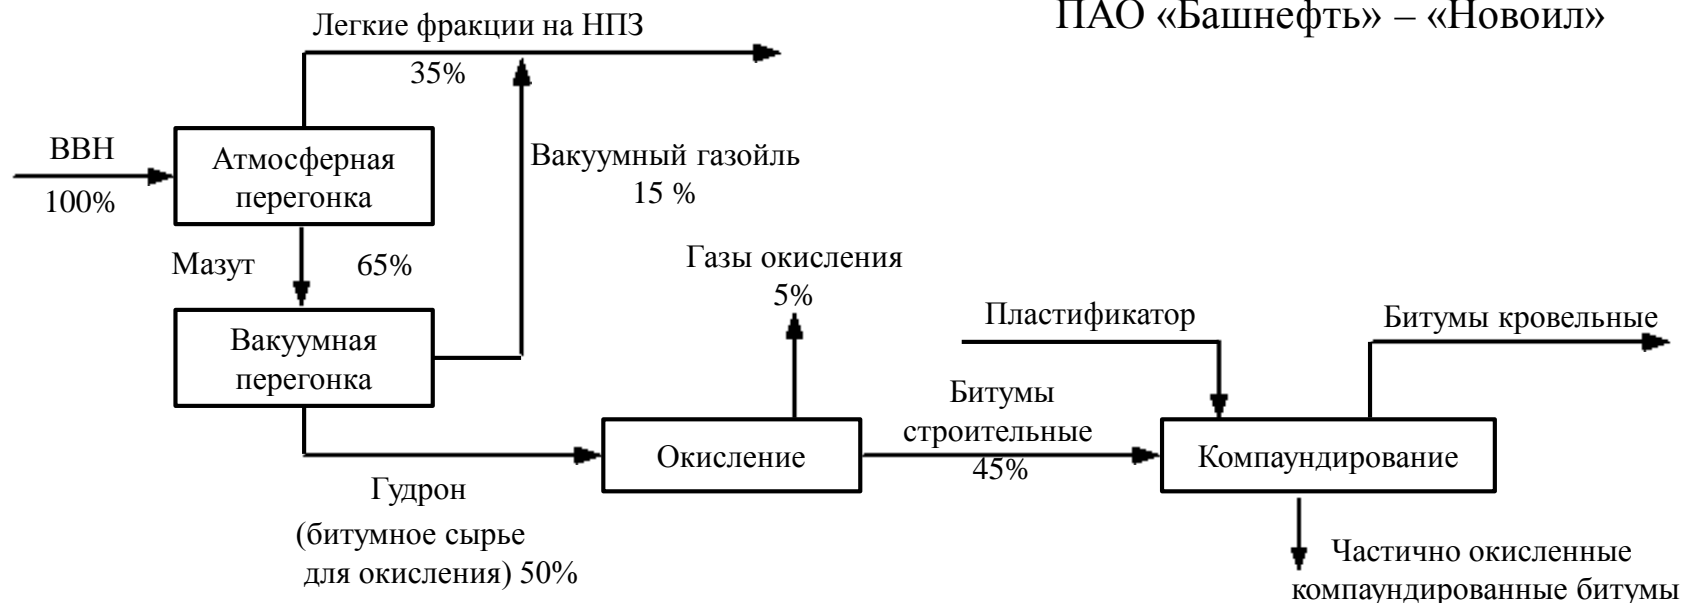 ПАО «Башнефть» – «Новоил»
Легкие фракции на НПЗ
35%
ВВН
100%
Атмосферная
перегонка
Вакуумный газойль
15 %
Мазут
65%
Вакуумная
перегонка
Газы окисления
5%
Гудрон
(битумное сырье
для окисления) 50%
Окисление
Битумы
строительные
45%
Пластификатор
Компаундирование
Битумы кровельные
Частично окисленные
компаундированные битумы